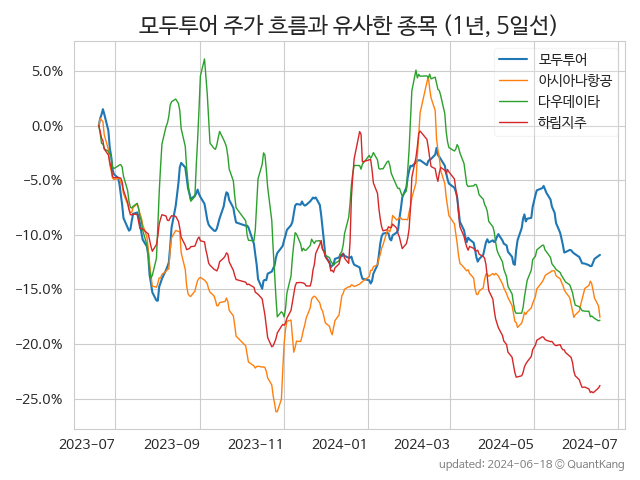 모두투어 주가 흐름과 유사한 종목 (1년, 5일선)
모두투어
아시아나항공
다우데이타
하림지주
5.0%
0.0%
−5.0%
−10.0%
−15.0%
−20.0%
−25.0%
2023-07 2023-09 2023-11 2024-01 2024-03 2024-05 2024-07
updated: 2024-06-18 © QuantKang